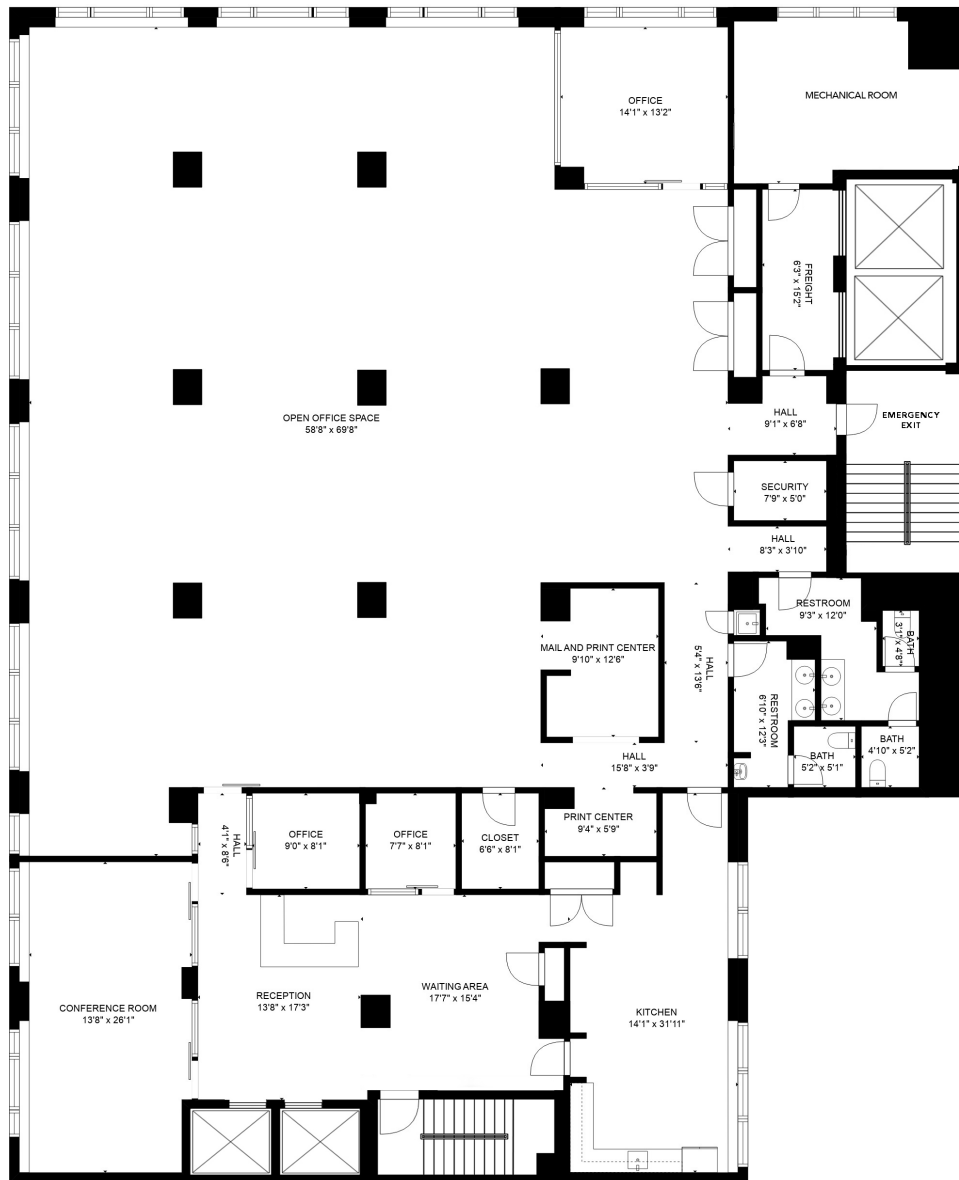 OFFICE
14'1" x 13'2"
MECHANICAL ROOM
FREIGHT
6'3" x 15'2"
OPEN OFFICE SPACE
58'8" x 69'8"
HALL
9'1" x 6'8"
EMERGENCY
EXIT
SECURITY
7'9" x 5'0"
HALL
8'3" x 3'10"
RESTROOM
9'3" x 12'0"
BATH
3'1" x 4'8"
MAIL AND PRINT CENTER
9'10" x 12'6"
HALL
5'4" x 13'6"
RESTROOM
6'10" x 12'3"
BATH
4'10" x 5'2"
BATH
5'2" x 5'1"
HALL
15'8" x 3'9"
PRINT CENTER
9'4" x 5'9"
HALL
4'1" x 8'6"
OFFICE
9'0" x 8'1"
OFFICE
7'7" x 8'1"
CLOSET
6'6" x 8'1"
WAITING AREA
17'7" x 15'4"
RECEPTION
13'8" x 17'3"
CONFERENCE ROOM
13'8" x 26'1"
KITCHEN
14'1" x 31'11"